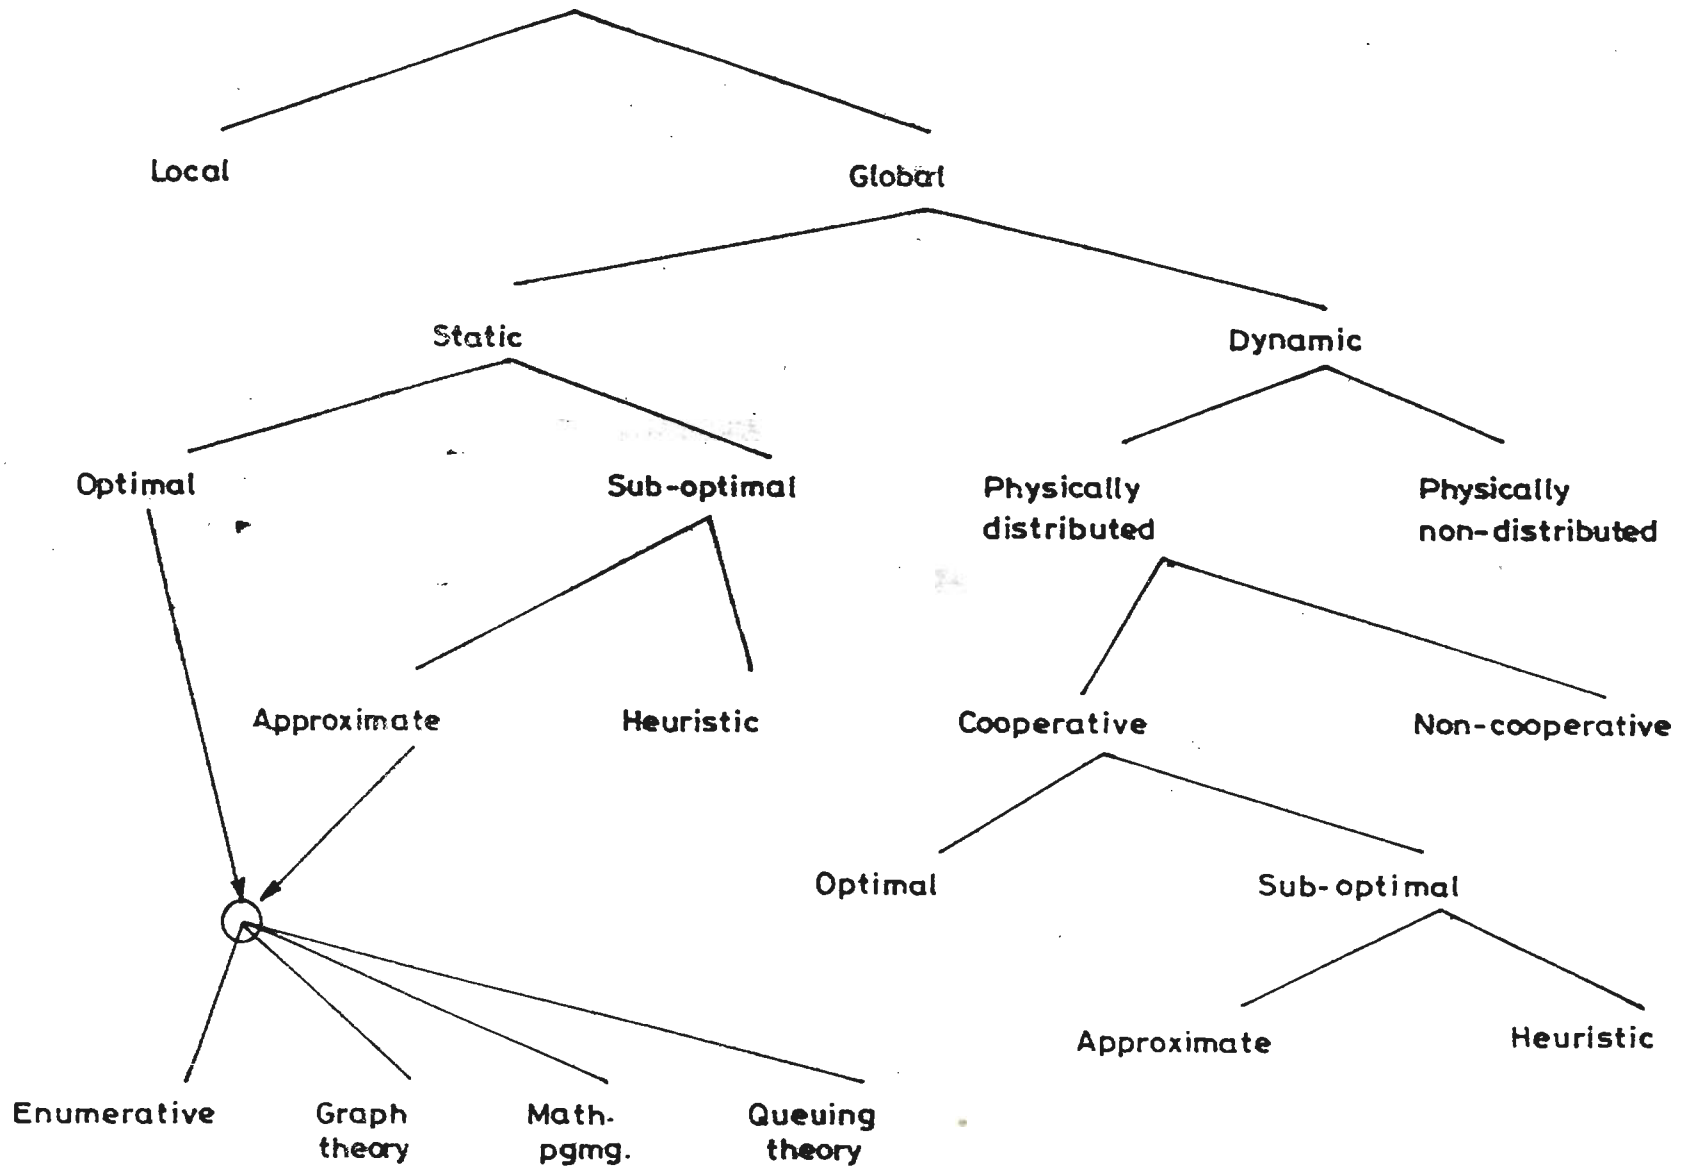 Local
Global
Static
Dynamic
Optimal
Sub-optimal
Physically
distributed
Physically
non-distributed
Approximate
Heuristic
Cooperative
Non-cooperative
Optimal
Sub-optimal
Approximate
Heuristic
Enumerative
Graph
theory
Math.
pgmg.
Queuing
theory